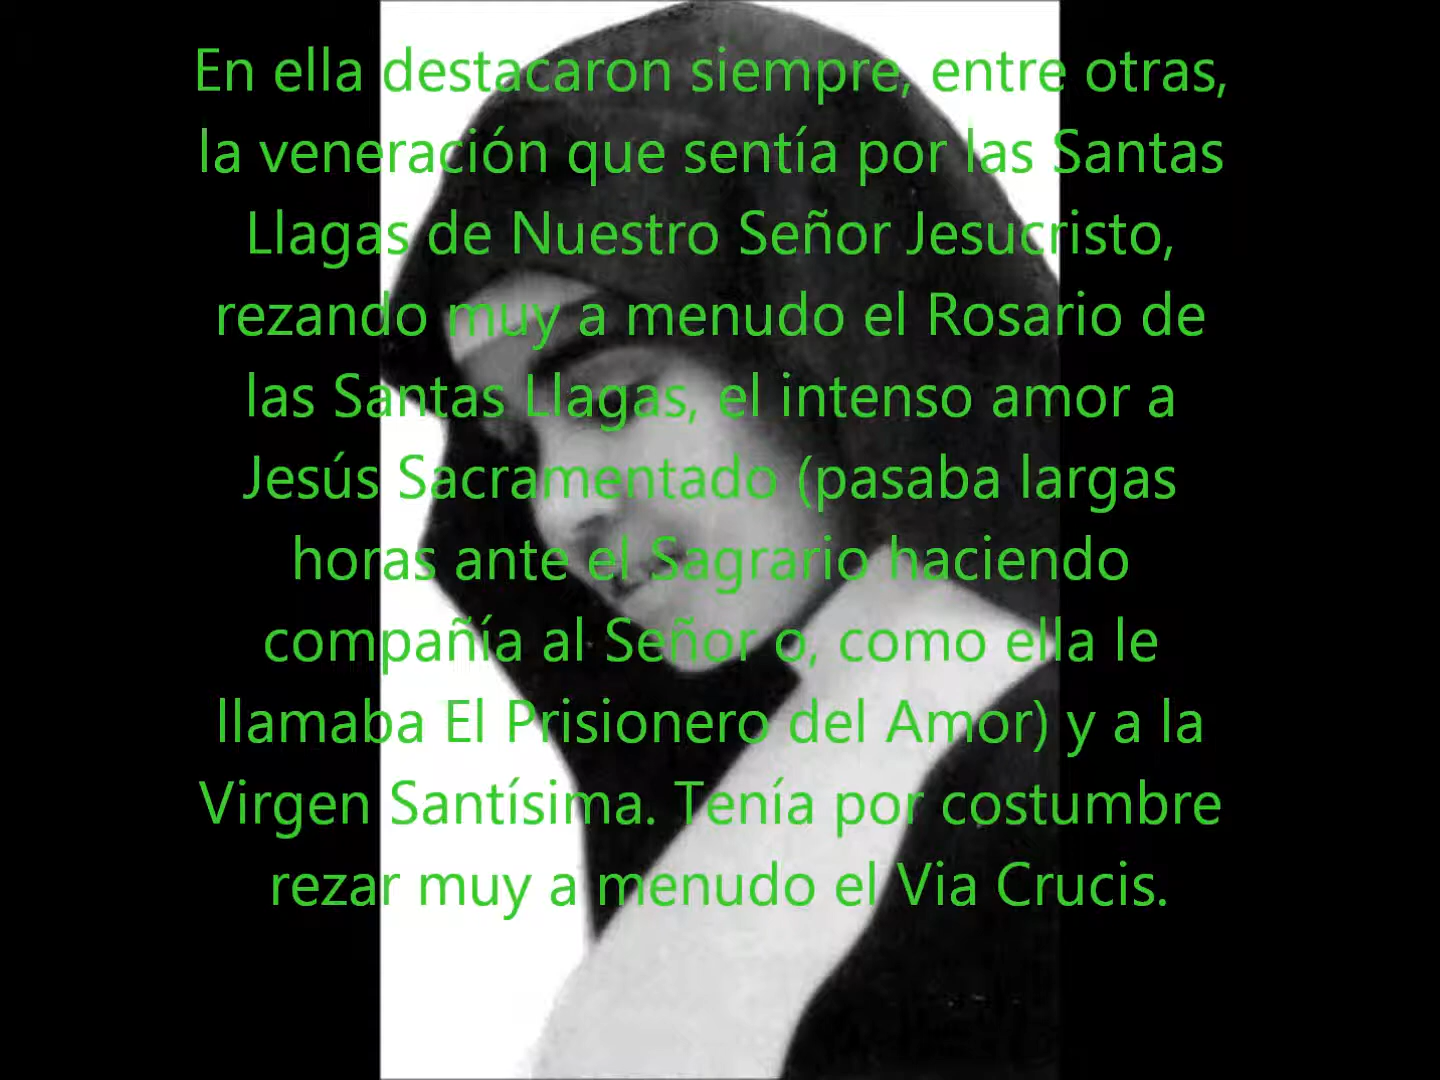 En ella destacaron siempre, entre otras,
la veneración que sentía por las Santas
Llagas de Nuestro Señor Jesucristo,
rezando muy a menudo el Rosario de
las Santas Llagas, el intenso amor a
Jesús Sacramentado (pasaba largas
horas ante el Sagrario haciendo
compañía al Señor o, como ella le
llamaba El Prisionero del Amor) y a la
Virgen Santísima. Tenía por costumbre
rezar muy a menudo el Via Crucis.